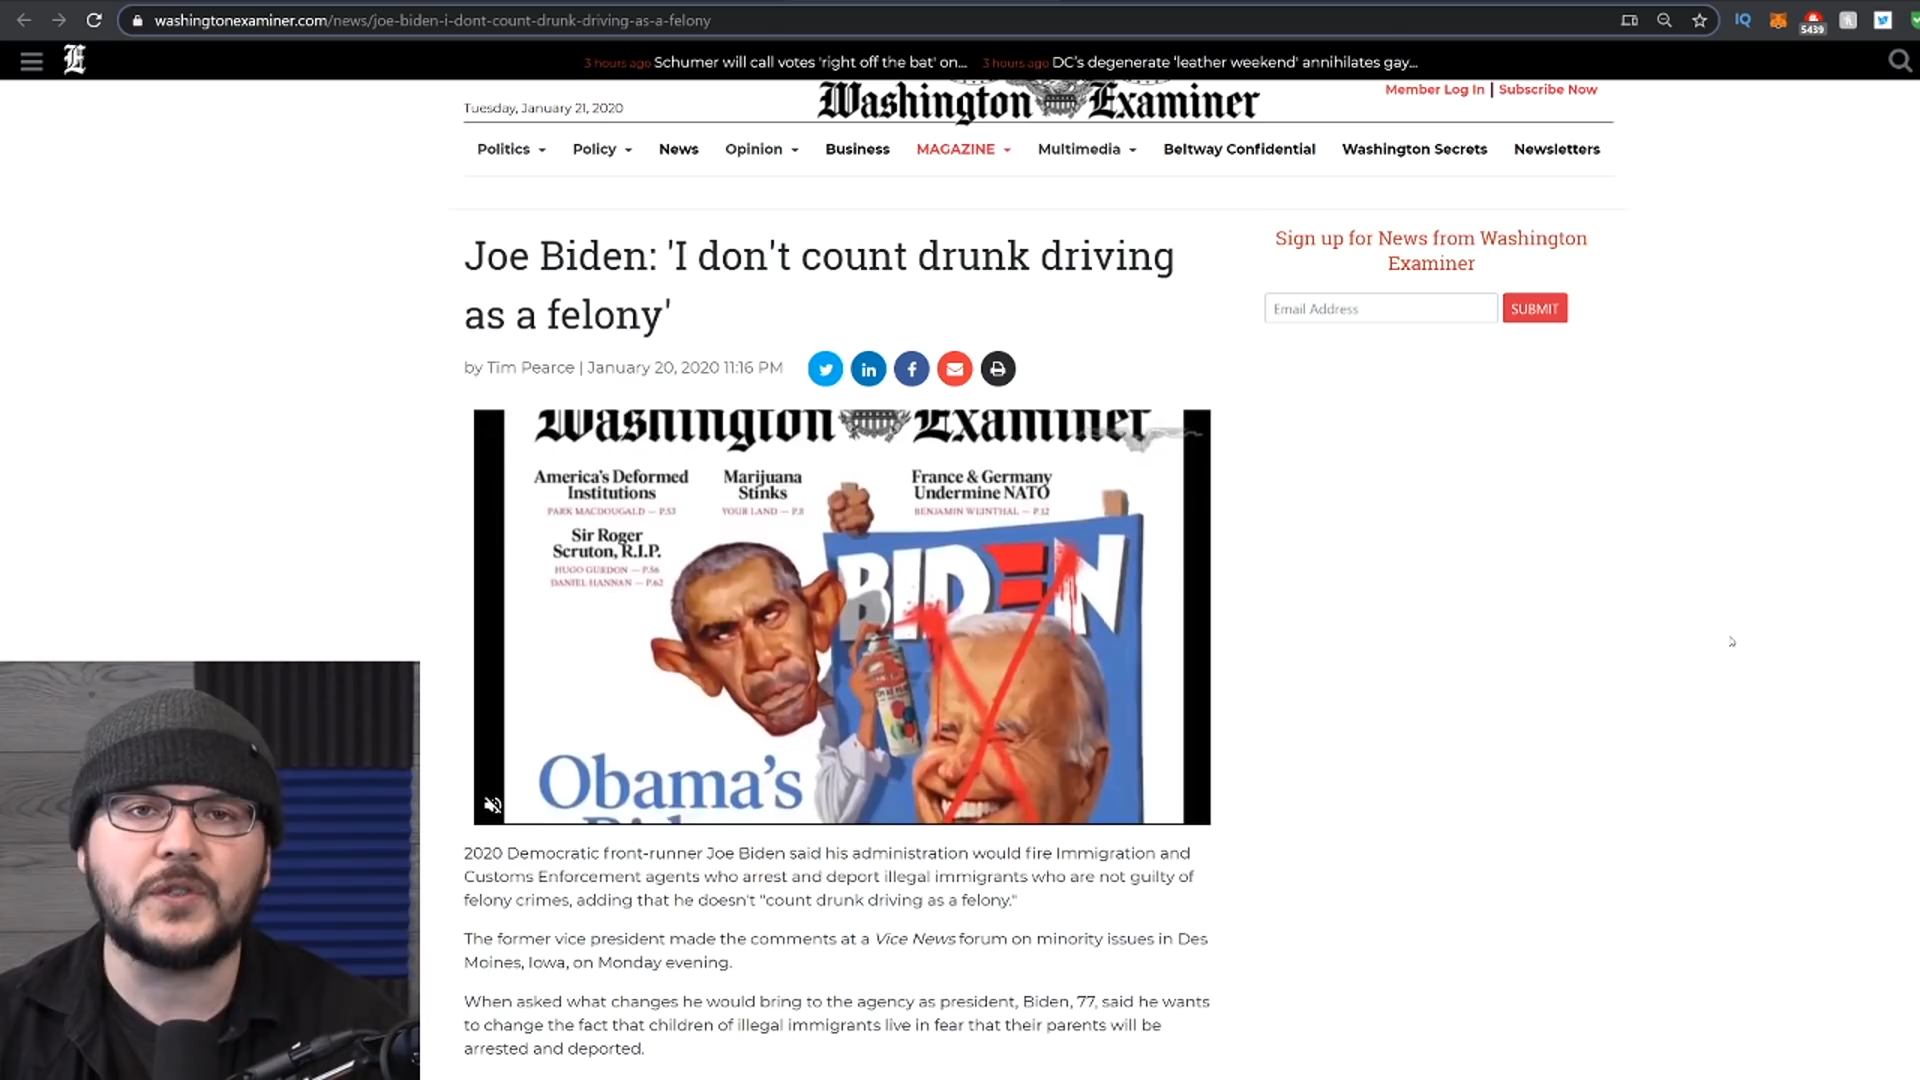 washingtonexaminer.com/news/joe-biden-i-dont-count-drunk-driving-as-a-felony
IQ
5439
3 hours ago Schumer will call votes 'right off the bat' on... 3 hours ago DC's degenerate 'leather weekend' annihilates gay...
Tuesday, January 21, 2020
Washington Examiner
Member Log In | Subscribe Now
Politics Policy News Opinion Business MAGAZINE Multimedia Beltway Confidential Washington Secrets Newsletters
Joe Biden: 'I don't count drunk driving
as a felony'
by Tim Pearce | January 20, 2020 11:16 PM
in f
Sign up for News from Washington
Examiner
Email Address SUBMIT
Washington Examiner
America's Deformed
Institutions
PARK MACDOUGALD — P.53
Marijuana
Stinks
YOUR LAND — P.8
France & Germany
Undermine NATO
BENJAMIN WEINTHAL — P.12
Sir Roger
Scruton, R.I.P.
HUGO GURDON — P.56
DANIEL HANNAN — P.62
BIDEN
Obama's
2020 Democratic front-runner Joe Biden said his administration would fire Immigration and
Customs Enforcement agents who arrest and deport illegal immigrants who are not guilty of
felony crimes, adding that he doesn't "count drunk driving as a felony."
The former vice president made the comments at a Vice News forum on minority issues in Des
Moines, Iowa, on Monday evening.
When asked what changes he would bring to the agency as president, Biden, 77, said he wants
to change the fact that children of illegal immigrants live in fear that their parents will be
arrested and deported.